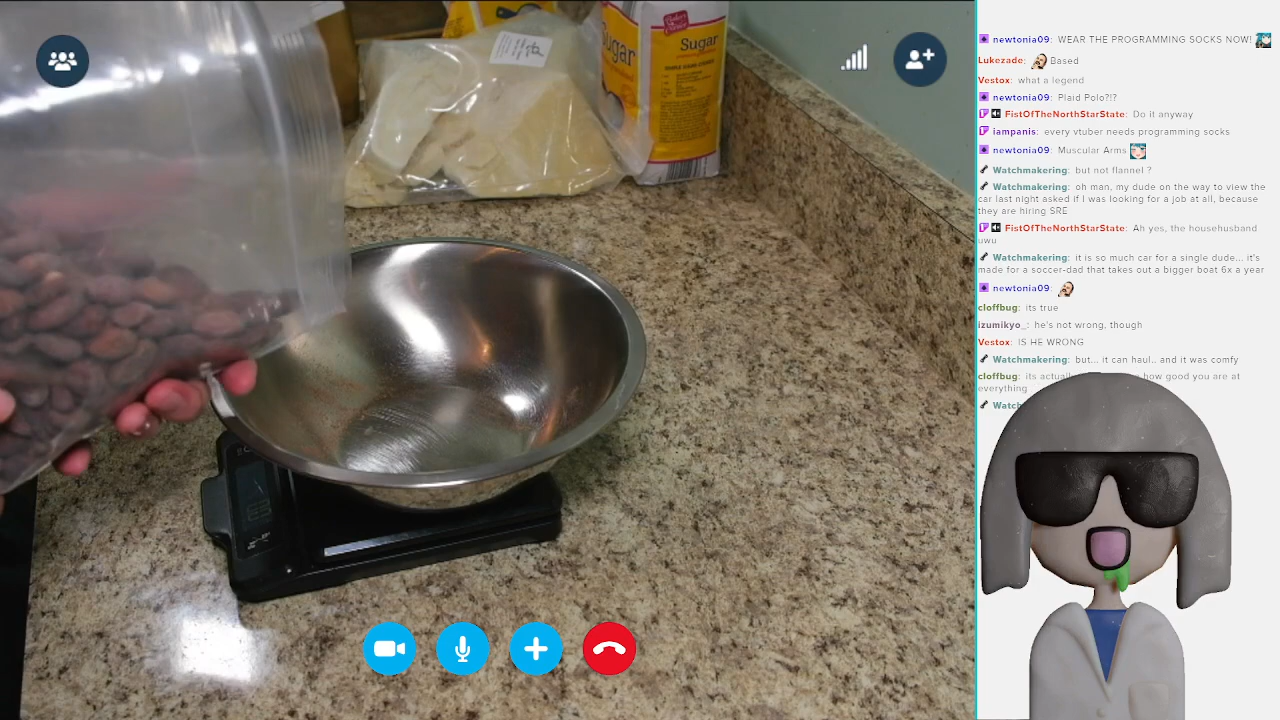 Sugar
Sugar
newtonia09: WEAR THE PROGRAMMING SOCKS NOW!
Lukezade: Based
Vestox: what a legend
newtonia09: Plaid Polo?!?
FistOfTheNorthStarState: Do it anyway
iampanis: every vtuber needs programming socks
newtonia09: Muscular Arms
Watchmakering: but not flannel ?
Watchmakering: oh man, my dude on the way to view the
car last night asked if I was looking for a job at all, because
they are hiring SRE
FistOfTheNorthStarState: Ah yes, the househusband
uwu
Watchmakering: it is so much car for a single dude... it's
made for a soccer-dad that takes out a bigger boat 6x a year
newtonia09:
cloffbug: its true
izumikyo_: he's not wrong, though
Vestox: IS HE WRONG
Watchmakering: but... it can haul.. and it was comfy
cloffbug: its how good you are at
everything